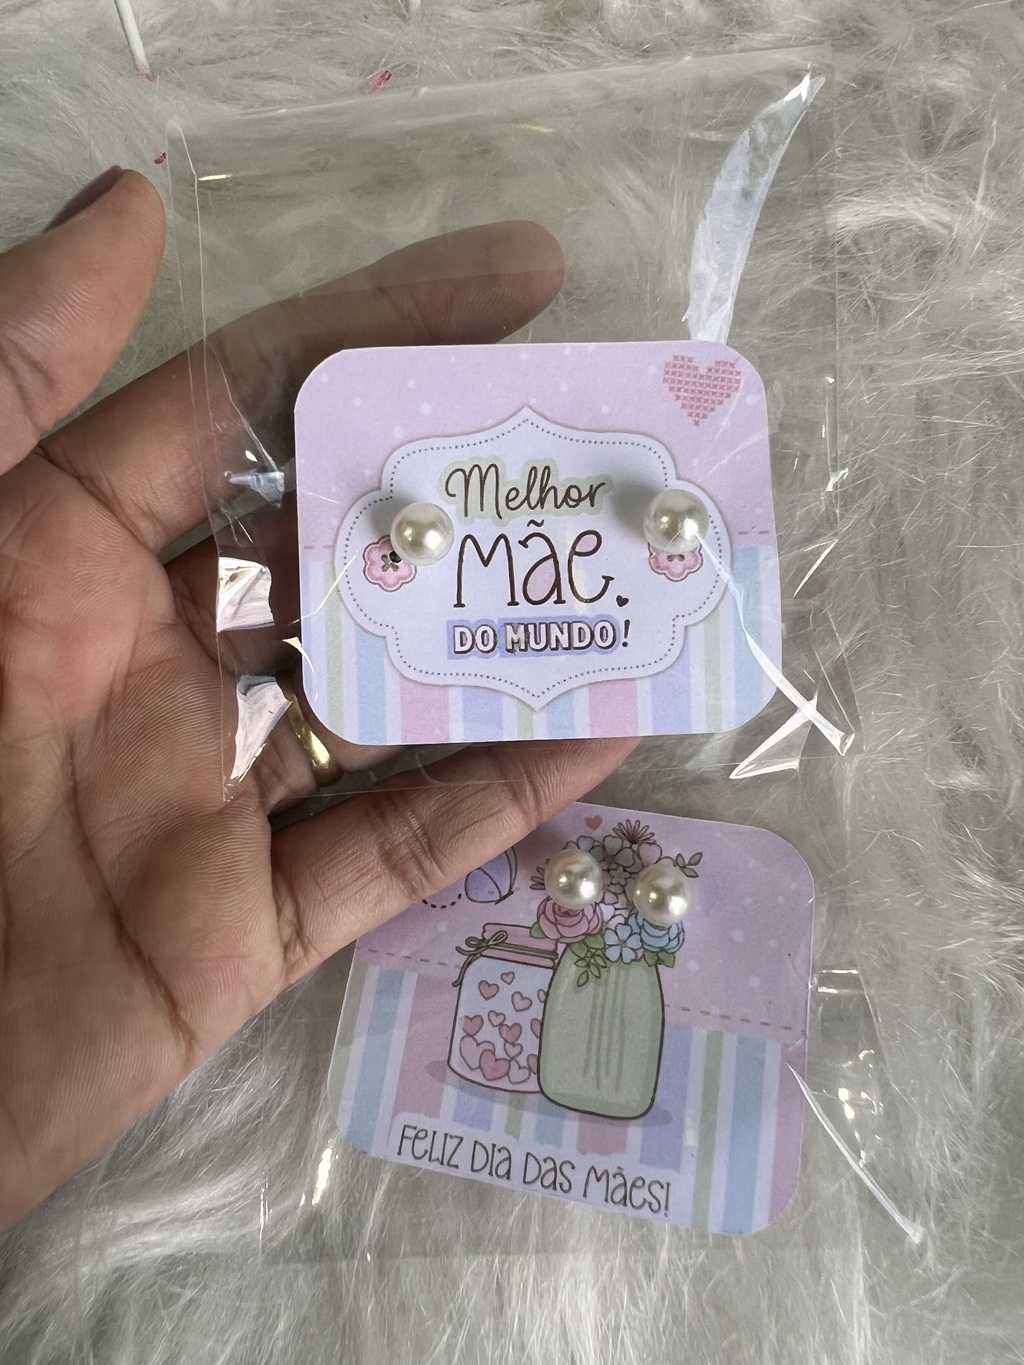 Melhor
Mãe
DO MUNDO!
FELIZ DIA DAS MÃES!